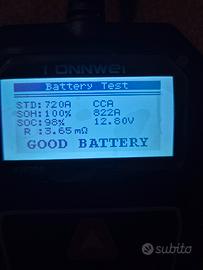 KONNWEI
Battery Test
STD:720A CCA
SOH:100% 822A
SOC:98% 12.80V
R :3.65mΩ
GOOD BATTERY
subito